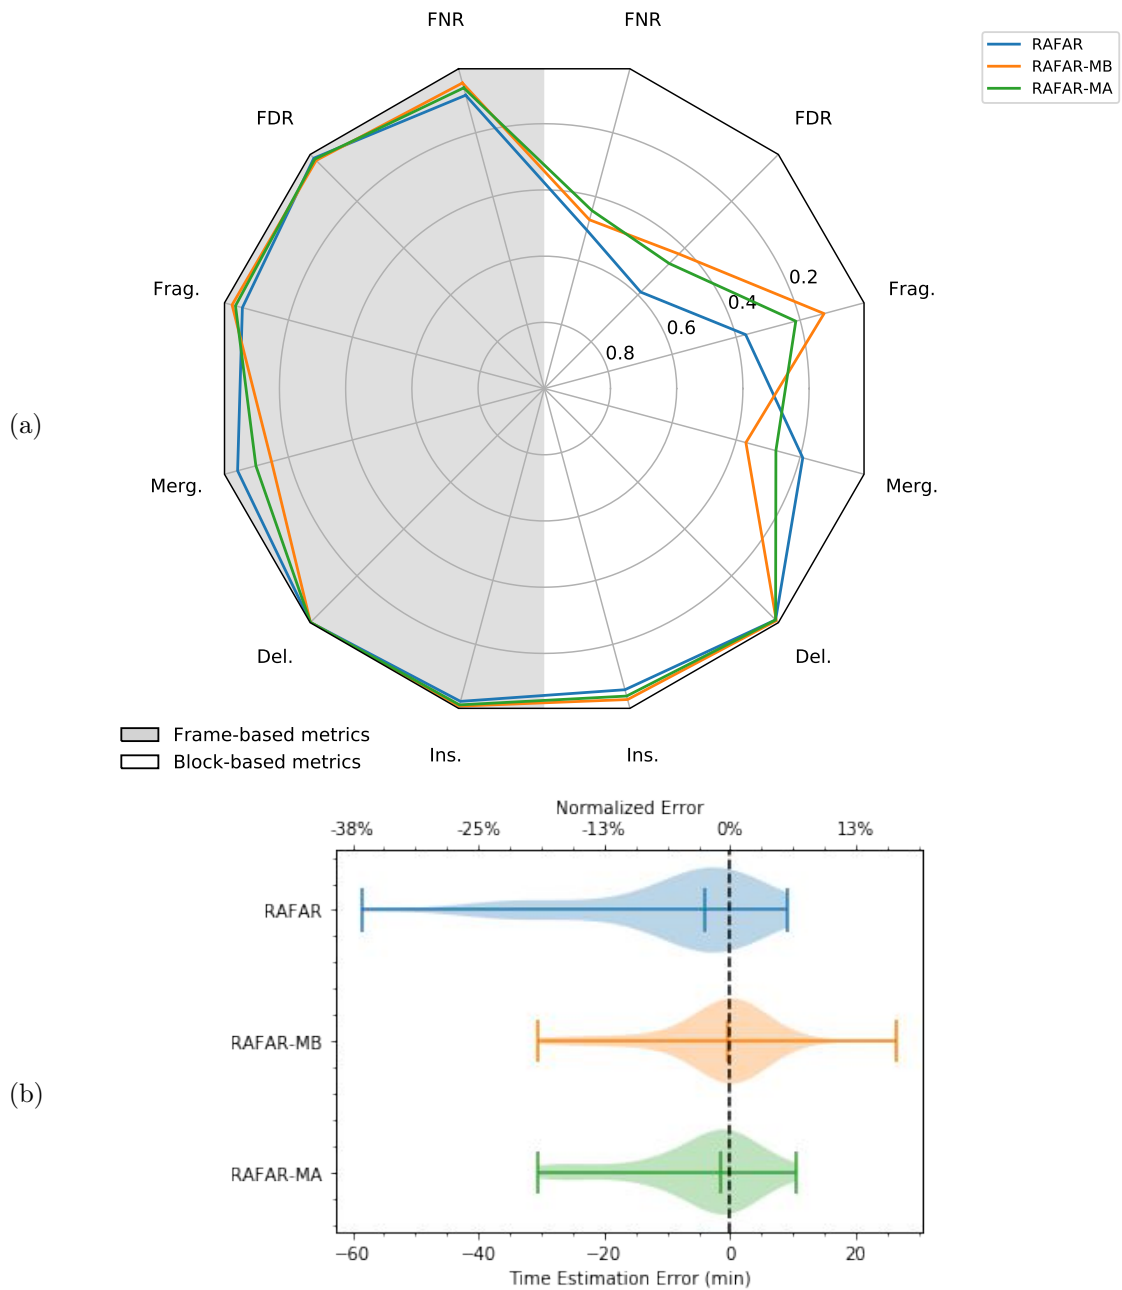 FNR
FNR
RAFAR
RAFAR-MB
RAFAR-MA
FDR
FDR
0.2
Frag.
Frag.
0.4
0.6
0.8
(a)
Merg.
Merg.
Del.
Del.
Frame-based metrics
Block-based metrics
Ins.
Ins.
Normalized Error
-38% -25% -13% 0% 13%
RAFAR
RAFAR-MB
(b)
RAFAR-MA
−60 −40 −20 0 20
Time Estimation Error (min)